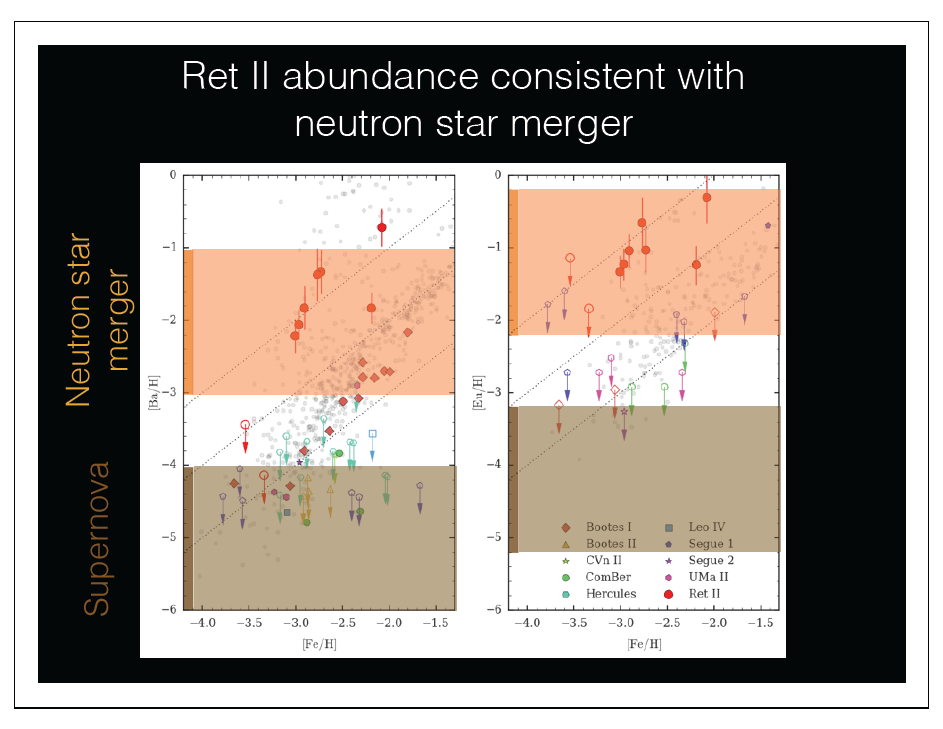 Ret II abundance consistent with
neutron star merger
Neutron star
merger
Supernova
0
−1
−2
−3
−4
−5
−6
[Ba/H]
−4.0 −3.5 −3.0 −2.5 −2.0 −1.5
[Fe/H]
0
−1
−2
−3
−4
−5
−6
[Eu/H]
Bootes I
Bootes II
CVn II
ComBer
Hercules
Leo IV
Segue 1
Segue 2
UMa II
Ret II
−4.0 −3.5 −3.0 −2.5 −2.0 −1.5
[Fe/H]